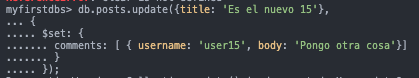 myfirstdbs> db.posts.update({title: 'Es el nuevo 15'},
... {
..... $set: {
....... comments: [ { username: 'user15', body: 'Pongo otra cosa'}]
....... }
..... });